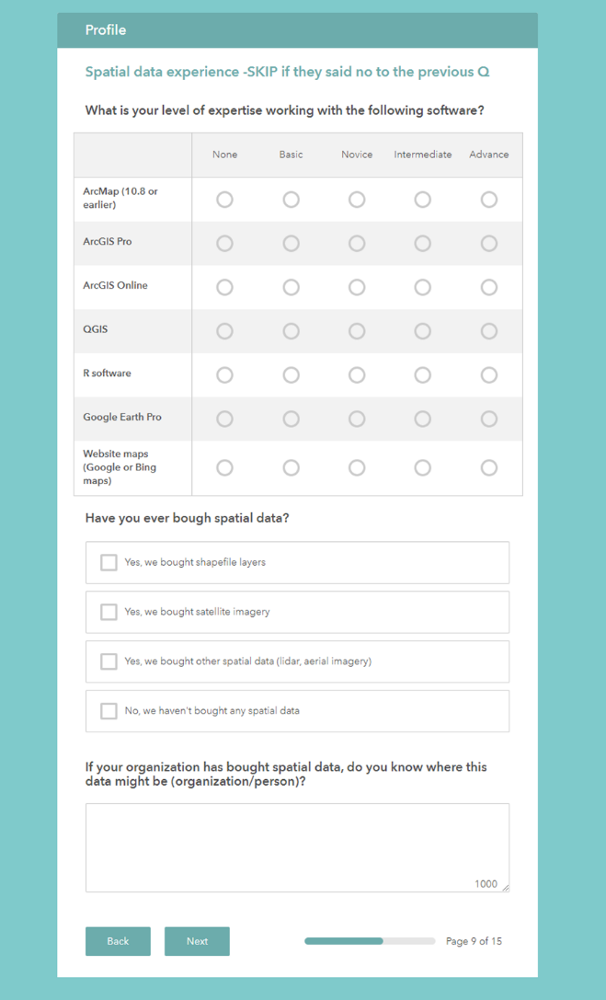 Profile
Spatial data experience -SKIP if they said no to the previous Q
What is your level of expertise working with the following software?
None Basic Novice Intermediate Advance
ArcMap (10.8 or
earlier)
ArcGIS Pro
ArcGIS Online
QGIS
R software
Google Earth Pro
Website maps
(Google or Bing
maps)
Have you ever bough spatial data?
Yes, we bought shapefile layers
Yes, we bought satellite imagery
Yes, we bought other spatial data (lidar, aerial imagery)
No, we haven't bought any spatial data
If your organization has bought spatial data, do you know where this
data might be (organization/person)?
1000
Back Next Page 9 of 15